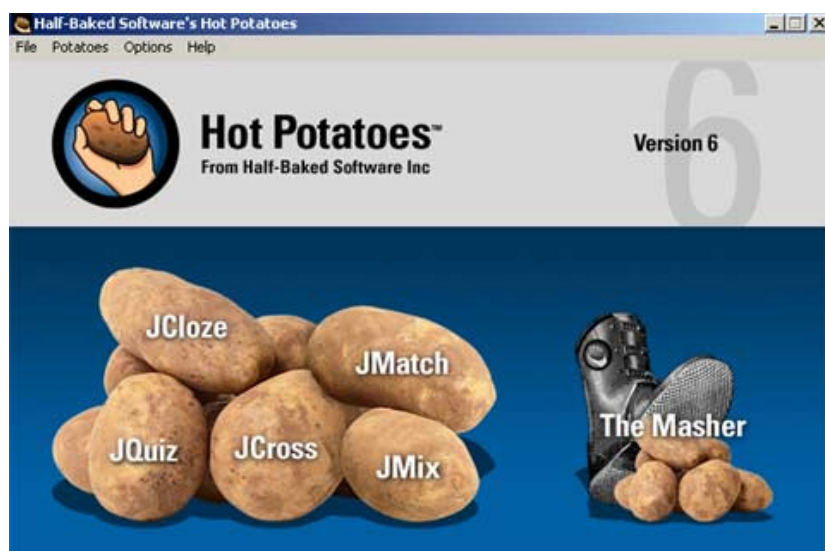 Half-Baked Software's Hot Potatoes
File Potatoes Options Help
Hot Potatoes™
From Half-Baked Software Inc
6
Version 6
JCloze
JMatch
JQuiz
JCross
JMix
The Masher